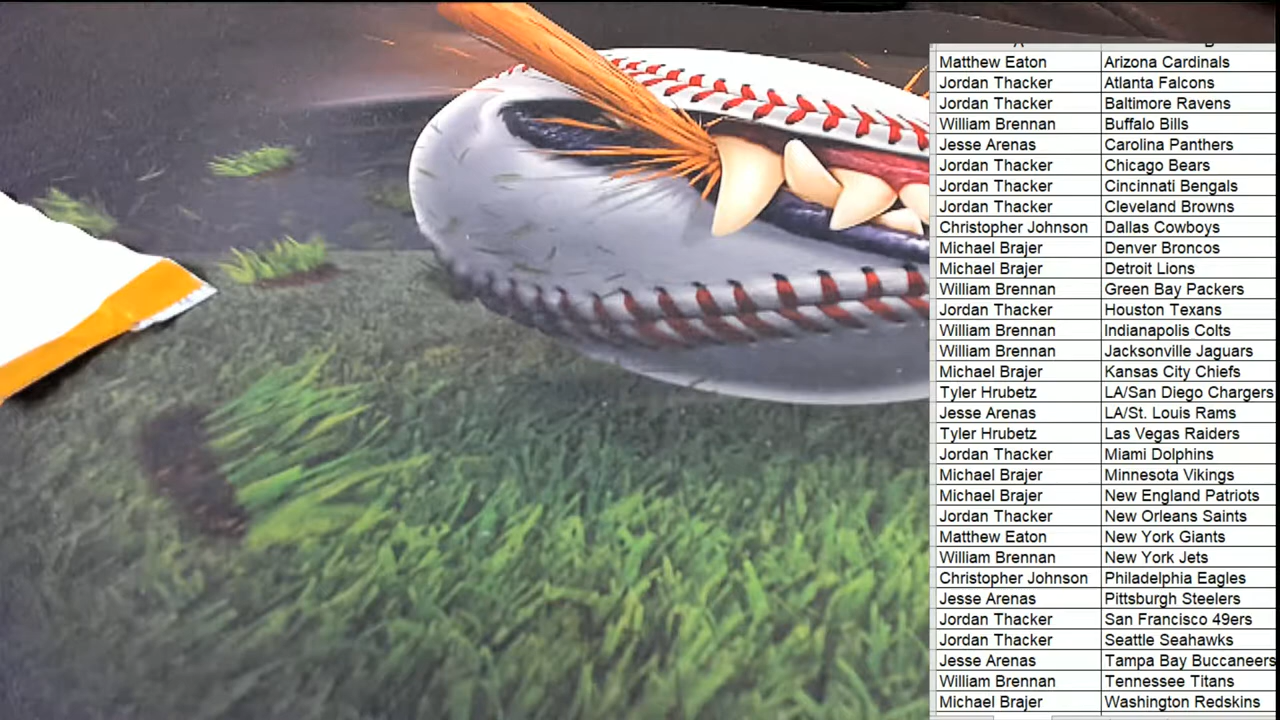 Matthew Eaton Arizona Cardinals
Jordan Thacker Atlanta Falcons
Jordan Thacker Baltimore Ravens
William Brennan Buffalo Bills
Jesse Arenas Carolina Panthers
Jordan Thacker Chicago Bears
Jordan Thacker Cincinnati Bengals
Jordan Thacker Cleveland Browns
Christopher Johnson Dallas Cowboys
Michael Brajer Denver Broncos
Michael Brajer Detroit Lions
William Brennan Green Bay Packers
Jordan Thacker Houston Texans
William Brennan Indianapolis Colts
William Brennan Jacksonville Jaguars
Michael Brajer Kansas City Chiefs
Tyler Hrubetz LA/San Diego Chargers
Jesse Arenas LA/St. Louis Rams
Tyler Hrubetz Las Vegas Raiders
Jordan Thacker Miami Dolphins
Michael Brajer Minnesota Vikings
Michael Brajer New England Patriots
Jordan Thacker New Orleans Saints
Matthew Eaton New York Giants
William Brennan New York Jets
Christopher Johnson Philadelphia Eagles
Jesse Arenas Pittsburgh Steelers
Jordan Thacker San Francisco 49ers
Jordan Thacker Seattle Seahawks
Jesse Arenas Tampa Bay Buccaneers
William Brennan Tennessee Titans
Michael Brajer Washington Redskins